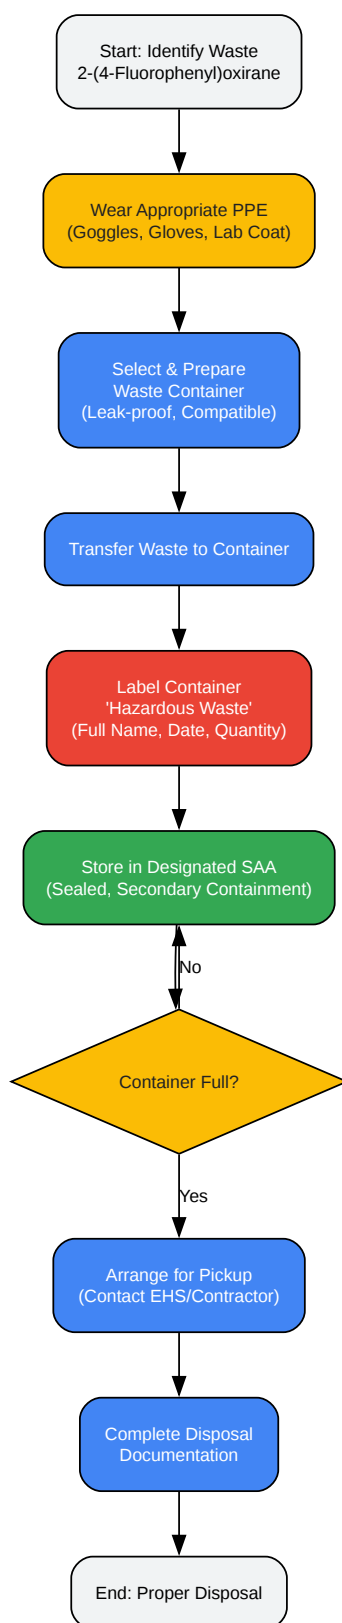 Start: Identify Waste
2-(4-Fluorophenyl)oxirane
Wear Appropriate PPE
(Goggles, Gloves, Lab Coat)
Select & Prepare
Waste Container
(Leak-proof, Compatible)
Transfer Waste to Container
Label Container
'Hazardous Waste'
(Full Name, Date, Quantity)
Store in Designated SAA
(Sealed, Secondary Containment)
No
Container Full?
Yes
Arrange for Pickup
(Contact EHS/Contractor)
Complete Disposal
Documentation
End: Proper Disposal